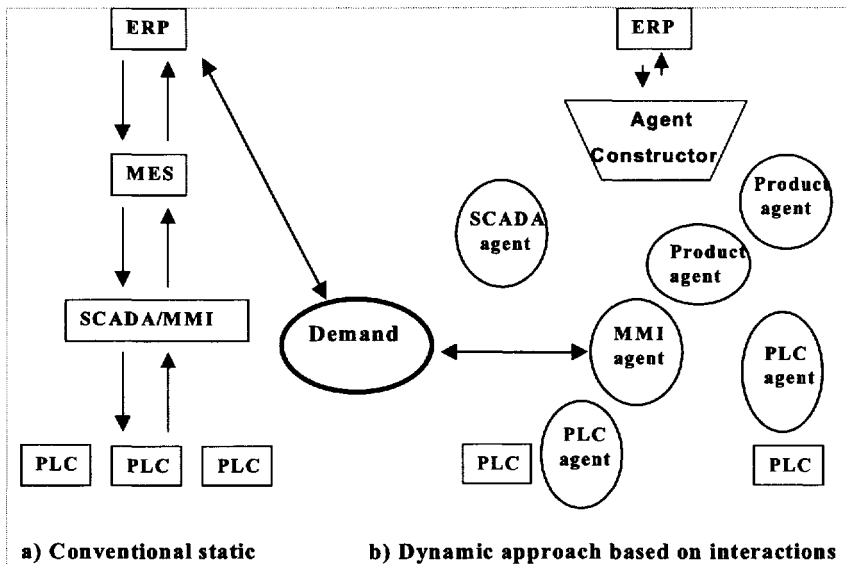 ERP
MES
SCADA/MMI
PLC
PLC
PLC
a) Conventional static
Demand
ERP
Agent
Constructor
SCADA
agent
Product
agent
Product
agent
MMI
agent
PLC
agent
PLC
agent
PLC
PLC
b) Dynamic approach based on interactions